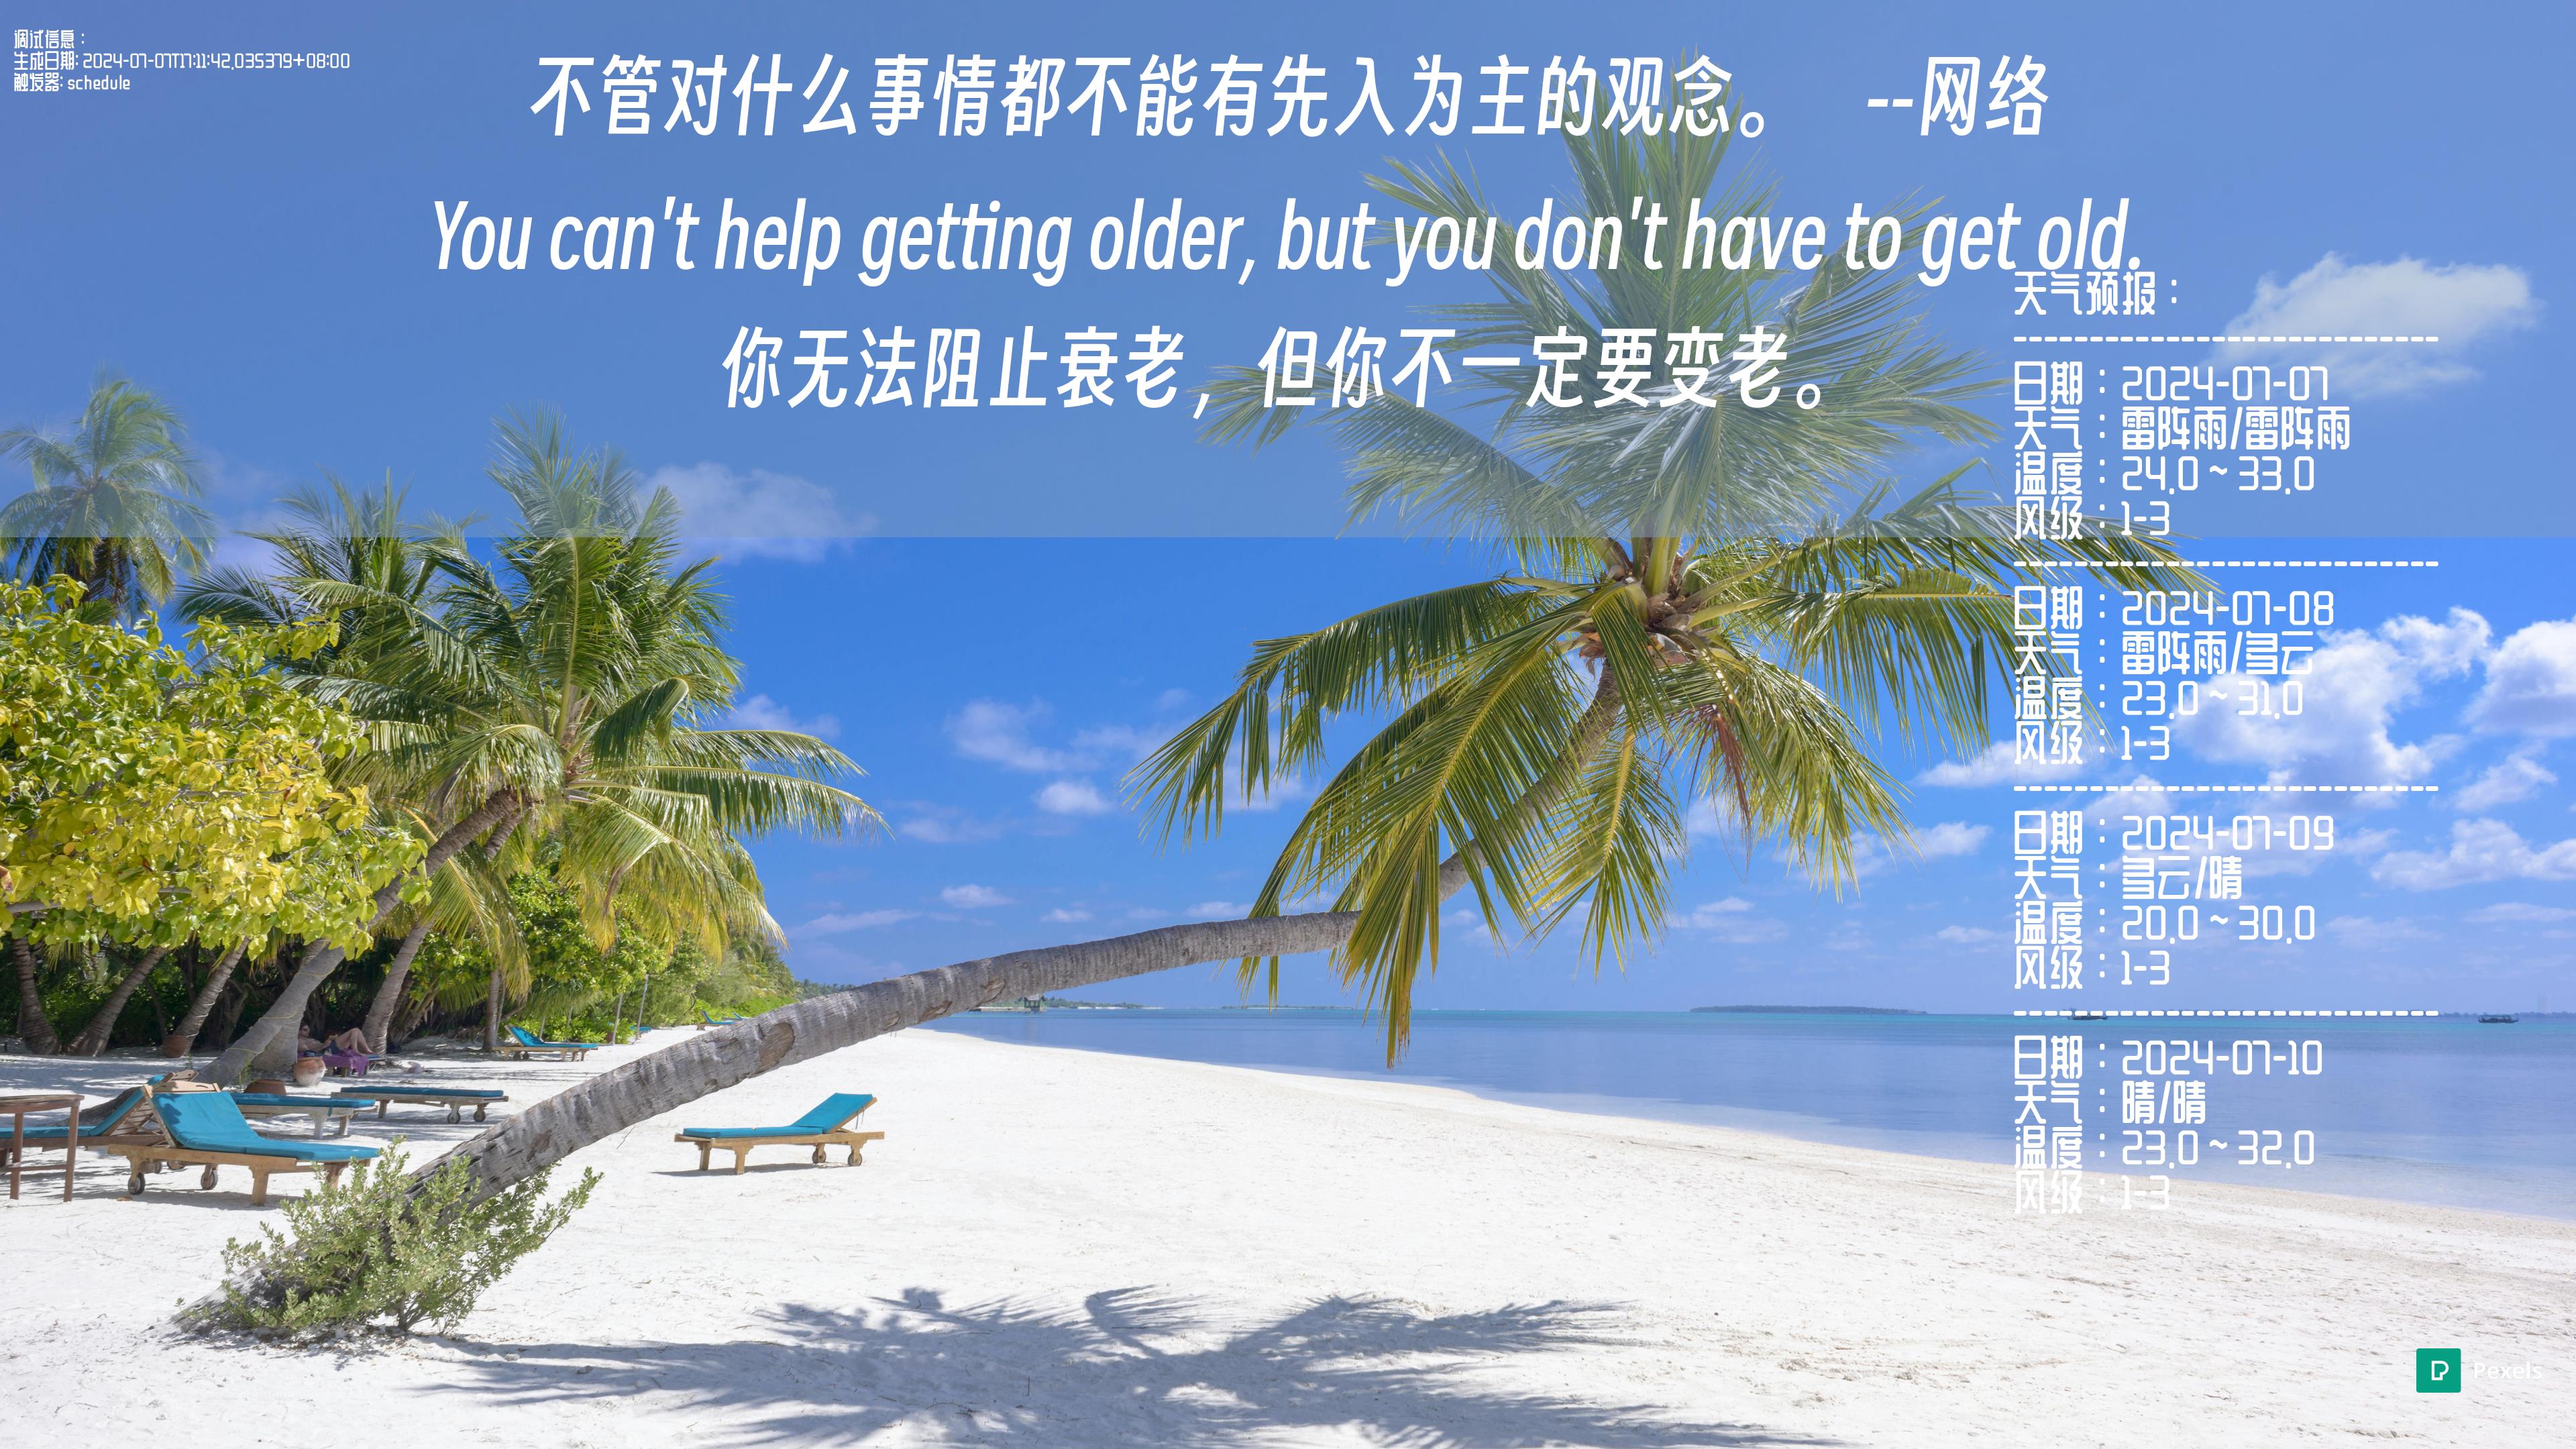 调试信息：
生成日期: 2024-07-07T17:11:42.035379+08:00
触发器: schedule
不管对什么事情都不能有先入为主的观念。 --网络
You can't help getting older, but you don't have to get old.
你无法阻止衰老，但你不一定要变老。
天气预报：
------------------------------
日期：2024-07-07
天气：雷阵雨/雷阵雨
温度：24.0 ~ 33.0
风级：1-3
------------------------------
日期：2024-07-08
天气：雷阵雨/多云
温度：23.0 ~ 31.0
风级：1-3
------------------------------
日期：2024-07-09
天气：多云/晴
温度：20.0 ~ 30.0
风级：1-3
------------------------------
日期：2024-07-10
天气：晴/晴
温度：23.0 ~ 32.0
风级：1-3
Pexels